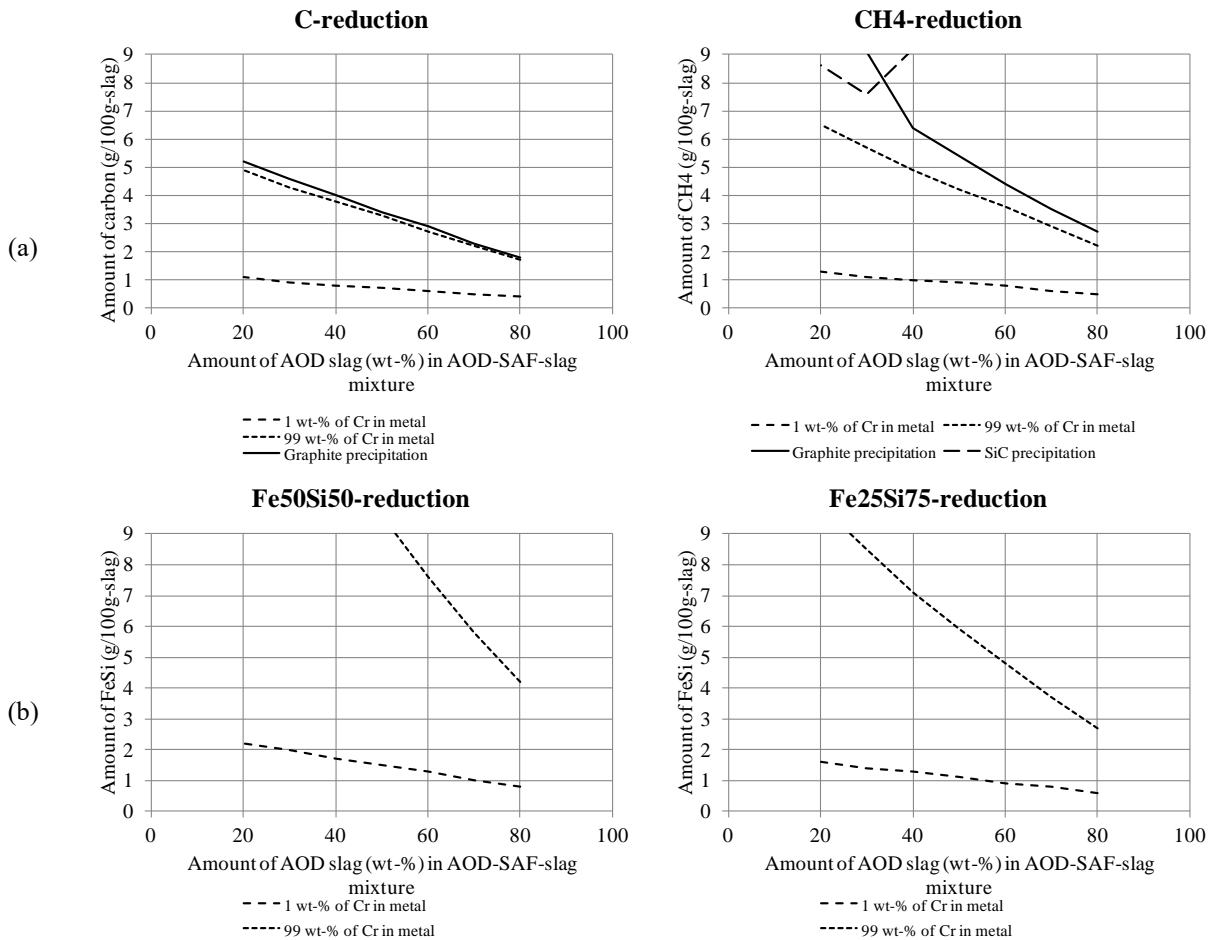 C-reduction
Amount of carbon (g/100g-slag)
9
8
7
6
5
4
3
2
1
0
0 20 40 60 80 100
Amount of AOD slag (wt-%) in AOD-SAF-slag
mixture
1 wt-% of Cr in metal
99 wt-% of Cr in metal
Graphite precipitation
CH4-reduction
Amount of CH4 (g/100g-slag)
9
8
7
6
5
4
3
2
1
0
0 20 40 60 80 100
Amount of AOD slag (wt-%) in AOD-SAF-slag
mixture
1 wt-% of Cr in metal 99 wt-% of Cr in metal
Graphite precipitation SiC precipitation
(a)
Fe50Si50-reduction
Amount of FeSi (g/100g-slag)
9
8
7
6
5
4
3
2
1
0
0 20 40 60 80 100
Amount of AOD slag (wt-%) in AOD-SAF-slag
mixture
1 wt-% of Cr in metal
99 wt-% of Cr in metal
Fe25Si75-reduction
Amount of FeSi (g/100g-slag)
9
8
7
6
5
4
3
2
1
0
0 20 40 60 80 100
Amount of AOD slag (wt-%) in AOD-SAF-slag
mixture
1 wt-% of Cr in metal
99 wt-% of Cr in metal
(b)